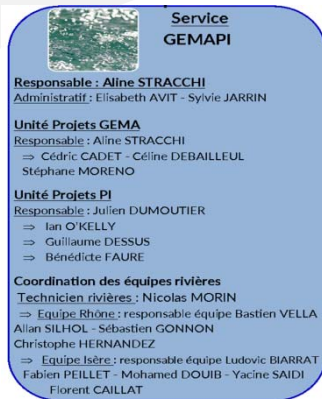 Service
GEMAPI
Responsable : Aline STRACCHI
Administratif : Elisabeth AVIT - Sylvie JARRIN
Unité Projets GEMA
Responsable : Aline STRACCHI
⇒ Cédric CADET - Céline DEBAILLEUL
Stéphane MORENO
Unité Projets PI
Responsable : Julien DUMOUTIER
⇒ Ian O'KELLY
⇒ Guillaume DESSUS
⇒ Bénédicte FAURE
Coordination des équipes rivières
Technicien rivières : Nicolas MORIN
⇒ Equipe Rhône : responsable équipe Bastien VELLA
Allan SILHOL - Sébastien GONNON
Christophe HERNANDEZ
⇒ Equipe Isère : responsable équipe Ludovic BIARRAT
Fabien PEILLET - Mohamed DOUIB - Yacine SAIDI
Florent CAILLAT